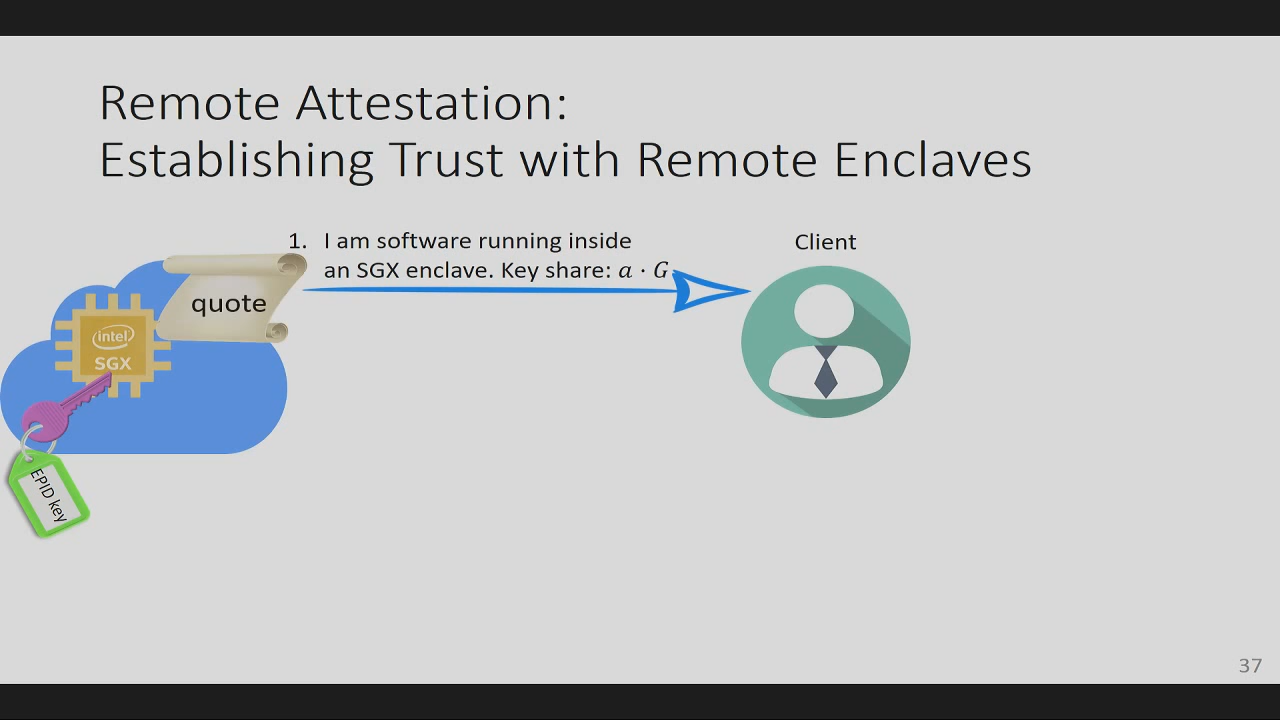 Remote Attestation:
Establishing Trust with Remote Enclaves
1. I am software running inside
an SGX enclave. Key share: a · G
Client
quote
intel
SGX
EPID key
37